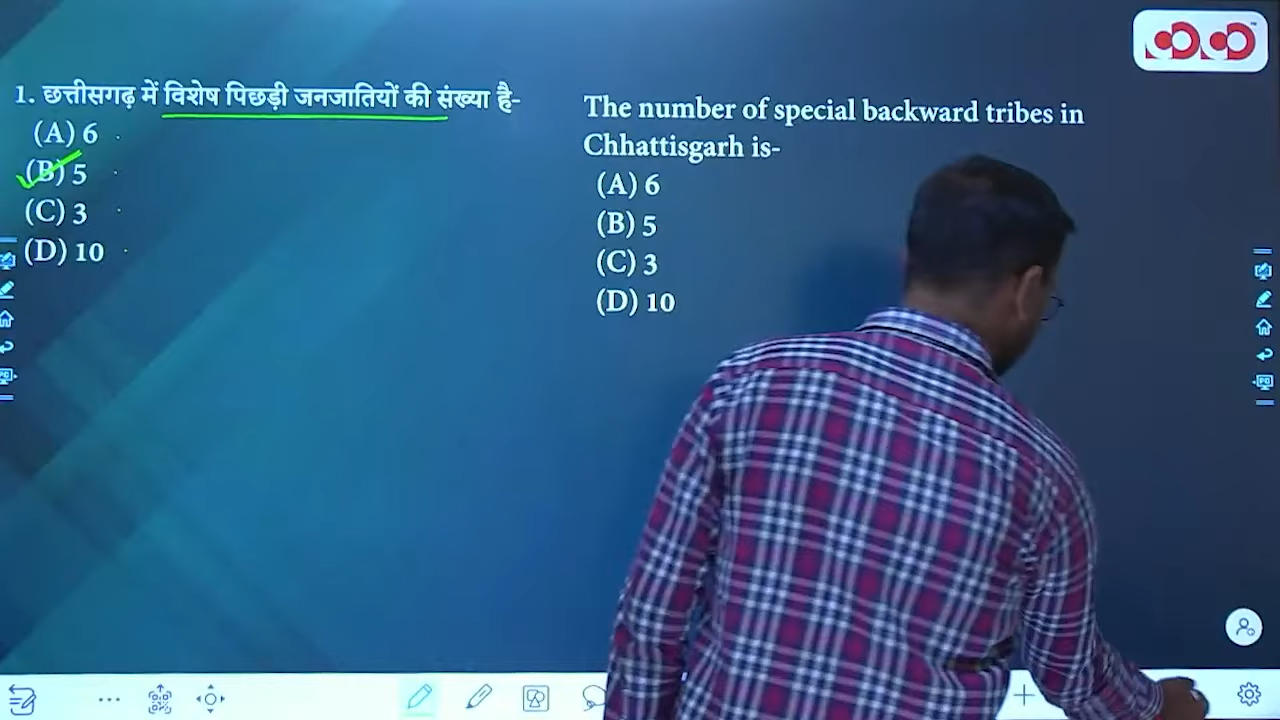 1. छत्तीसगढ़ में विशेष पिछड़ी जनजातियों की संख्या है-
(A) 6
(B) 5
(C) 3
(D) 10
The number of special backward tribes in
Chhattisgarh is-
(A) 6
(B) 5
(C) 3
(D) 10